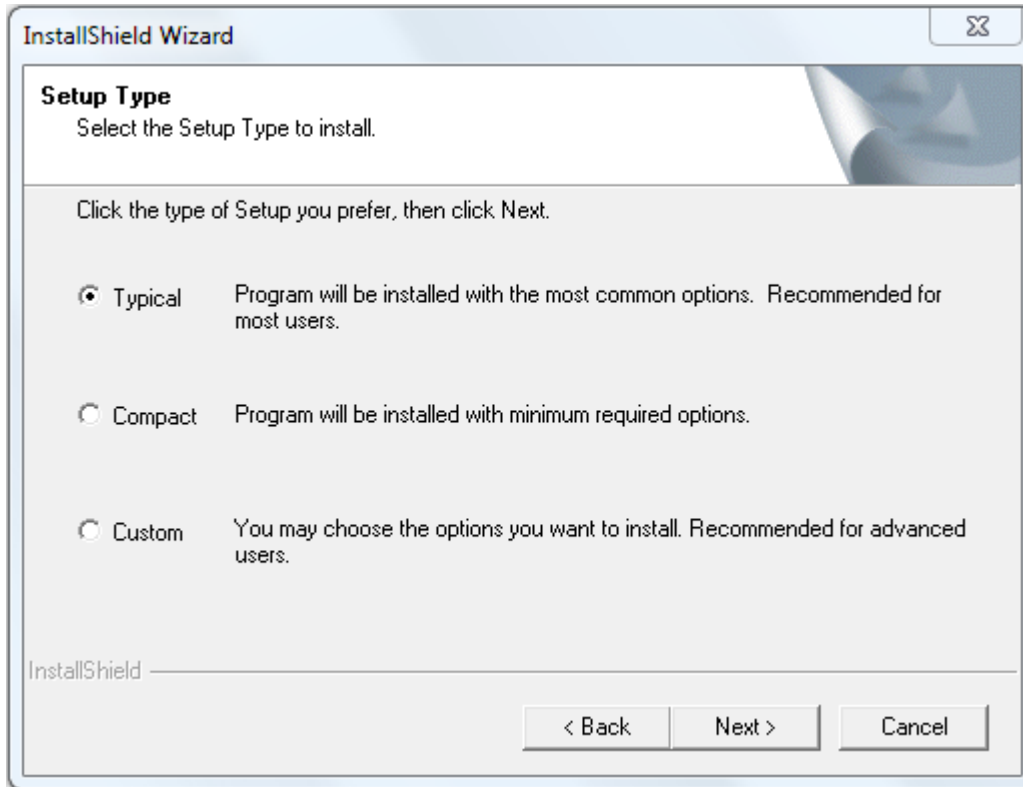 InstallShield Wizard
Setup Type
Select the Setup Type to install.
Click the type of Setup you prefer, then click Next.
Typical Program will be installed with the most common options.  Recommended for
most users.
Compact Program will be installed with minimum required options.
Custom You may choose the options you want to install. Recommended for advanced
users.
InstallShield
< Back Next > Cancel